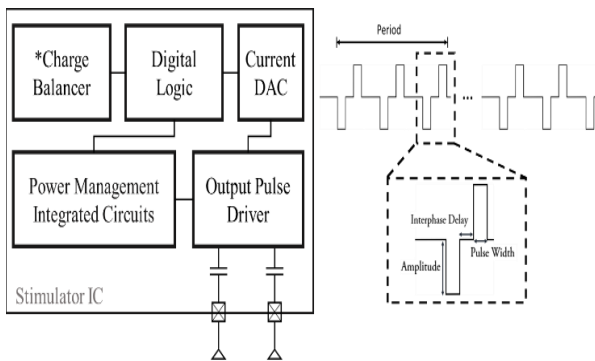 *Charge
Balancer
Digital
Logic
Current
DAC
Power Management
Integrated Circuits
Output Pulse
Driver
Stimulator IC
Period
...
Interphase Delay
Pulse Width
Amplitude